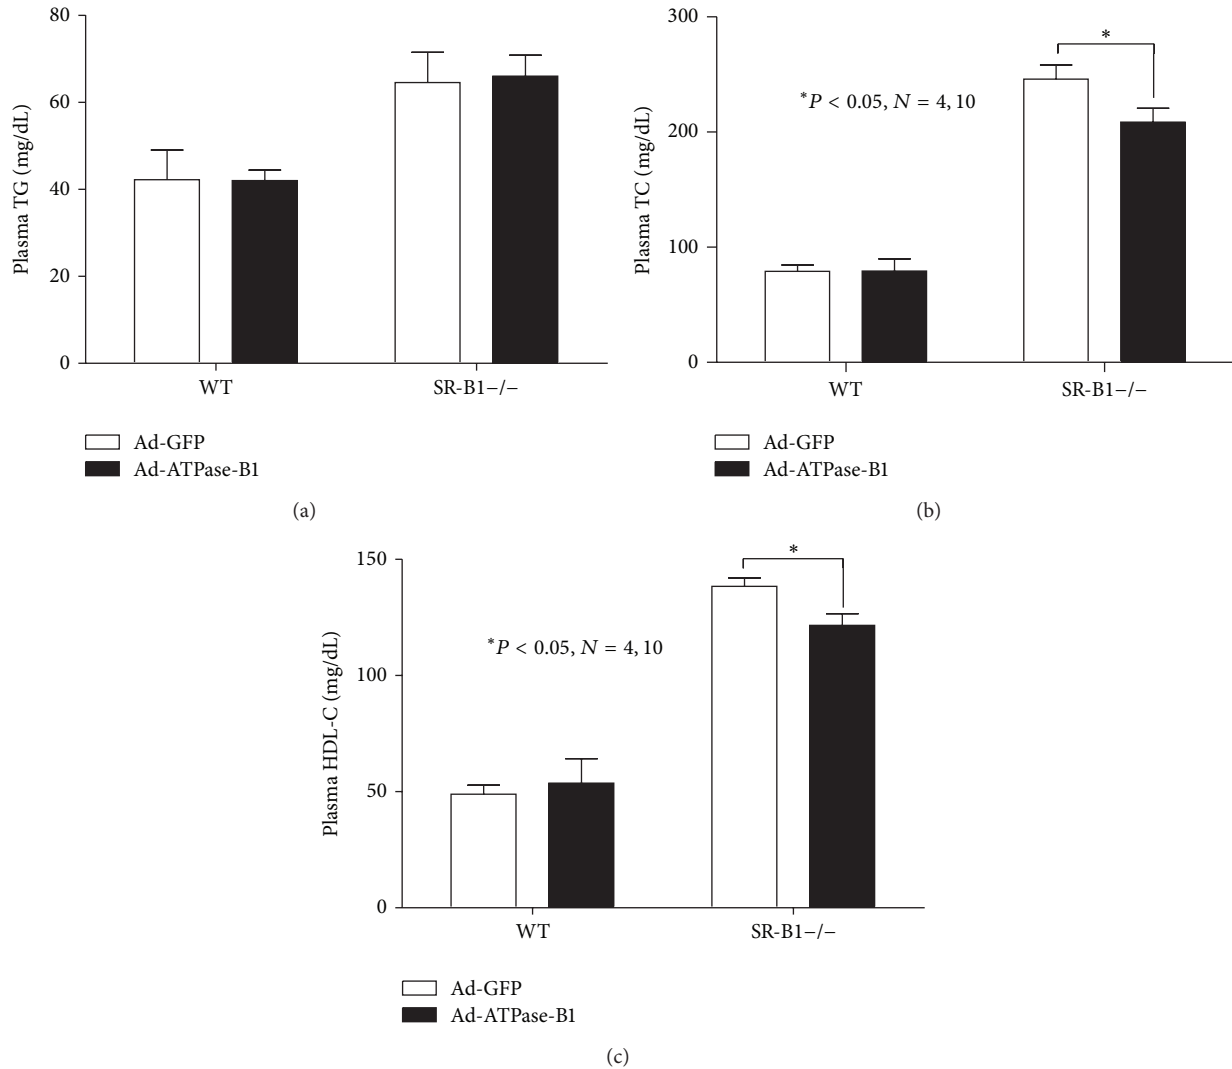 80
60
40
20
0
Plasma TG (mg/dL)
WT
SR-B1−/−
Ad-GFP
Ad-ATPase-B1
(a)
300
200
100
0
Plasma TC (mg/dL)
*
*P < 0.05, N = 4, 10
WT
SR-B1−/−
Ad-GFP
Ad-ATPase-B1
(b)
150
100
50
0
Plasma HDL-C (mg/dL)
*
*P < 0.05, N = 4, 10
WT
SR-B1−/−
Ad-GFP
Ad-ATPase-B1
(c)